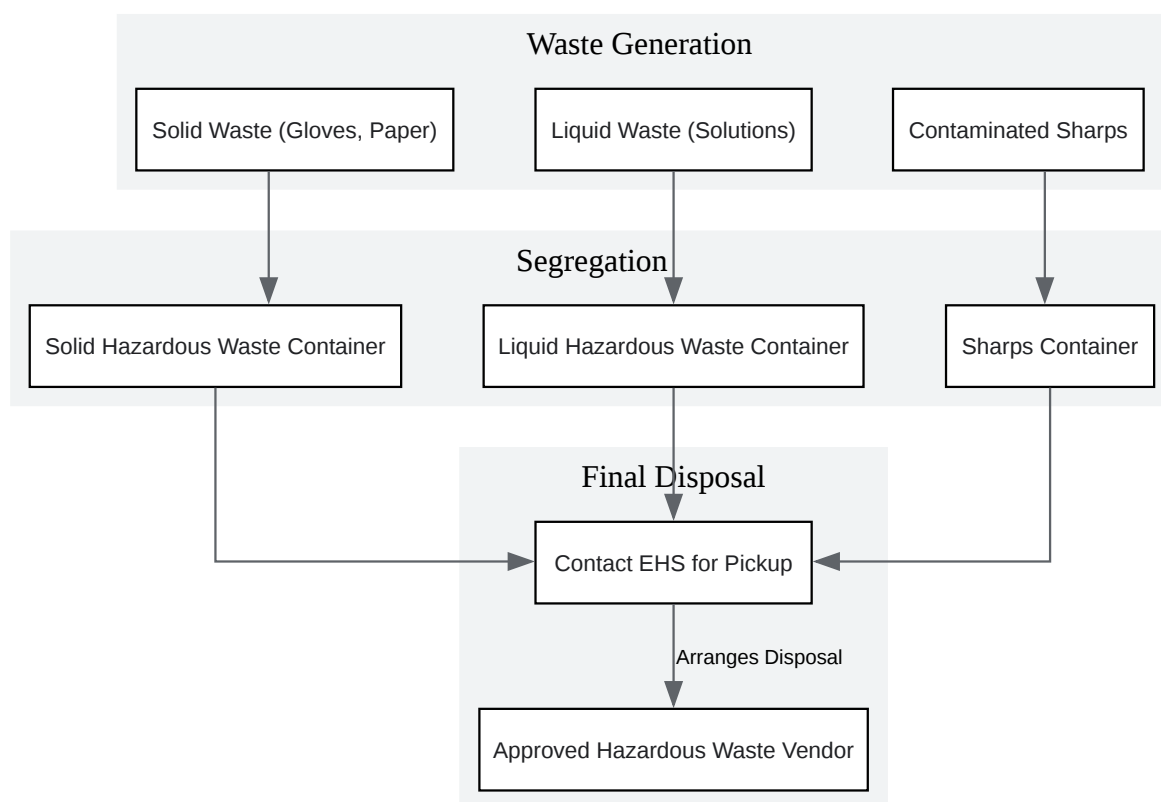 Waste Generation
Solid Waste (Gloves, Paper)
Liquid Waste (Solutions)
Contaminated Sharps
Segregation
Solid Hazardous Waste Container
Liquid Hazardous Waste Container
Sharps Container
Final Disposal
Contact EHS for Pickup
Arranges Disposal
Approved Hazardous Waste Vendor